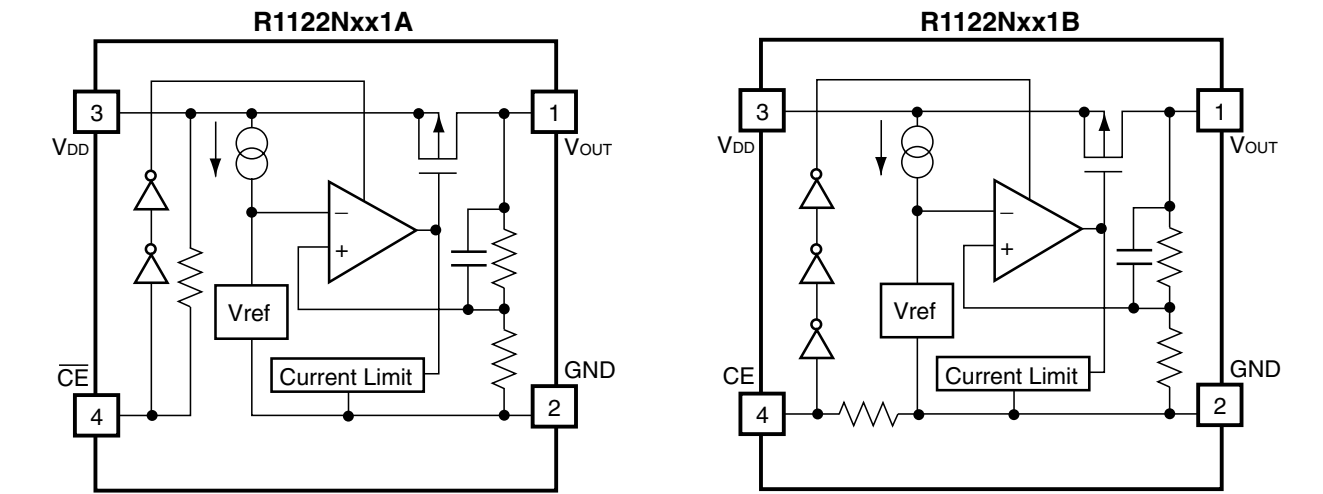 R1122Nxx1A
3
VDD
1
VOUT
−
+
Vref
Current Limit
C̅E̅
4
GND
2
R1122Nxx1B
3
VDD
1
VOUT
−
+
Vref
Current Limit
CE
4
GND
2